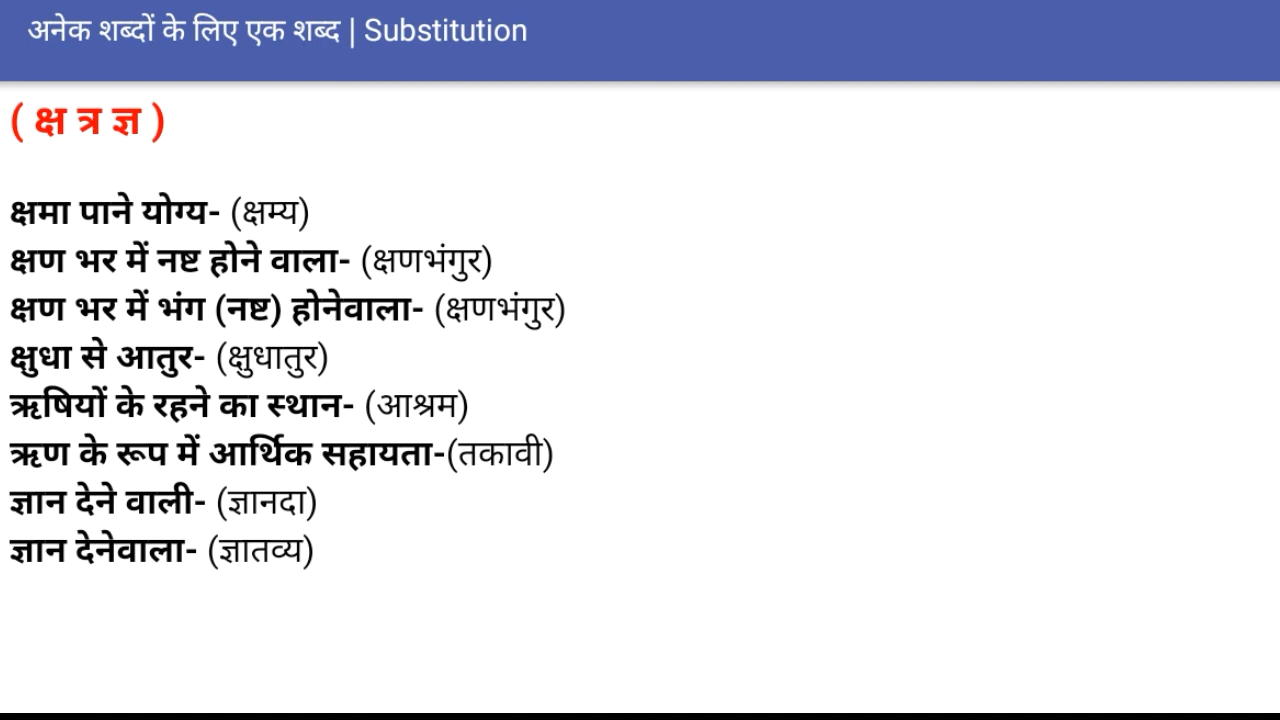 अनेक शब्दों के लिए एक शब्द | Substitution
( क्ष त्र ज्ञ )
क्षमा पाने योग्य- (क्षम्य)
क्षण भर में नष्ट होने वाला- (क्षणभंगुर)
क्षण भर में भंग (नष्ट) होनेवाला- (क्षणभंगुर)
क्षुधा से आतुर- (क्षुधातुर)
ऋषियों के रहने का स्थान- (आश्रम)
ऋण के रूप में आर्थिक सहायता-(तकावी)
ज्ञान देने वाली- (ज्ञानदा)
ज्ञान देनेवाला- (ज्ञातव्य)